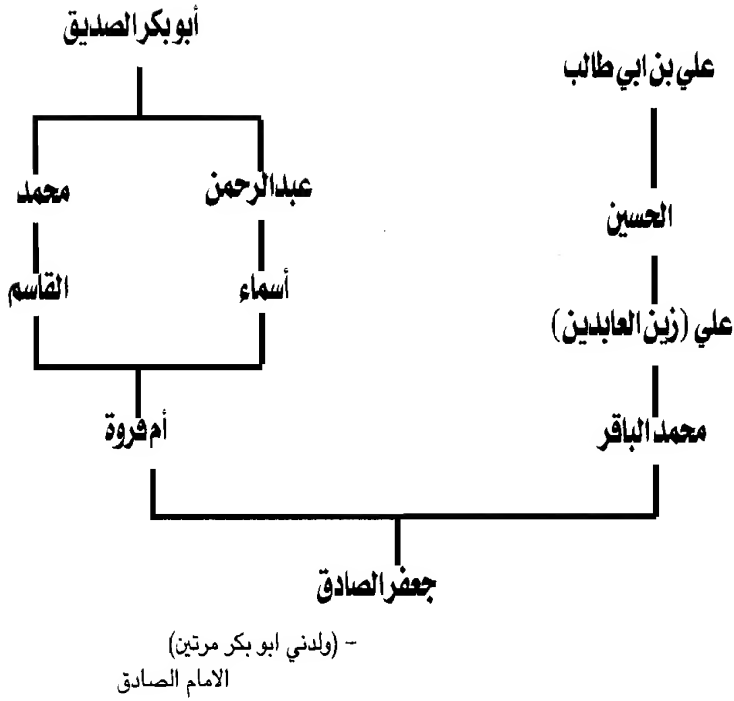 أبو بكر الصديق
علي بن ابي طالب
محمد
عبدالرحمن
الحسين
القاسم
أسماء
علي (زين العابدين)
أم فروة
محمد الباقر
جعفر الصادق
- (ولدني ابو بكر مرتين)
الامام الصادق